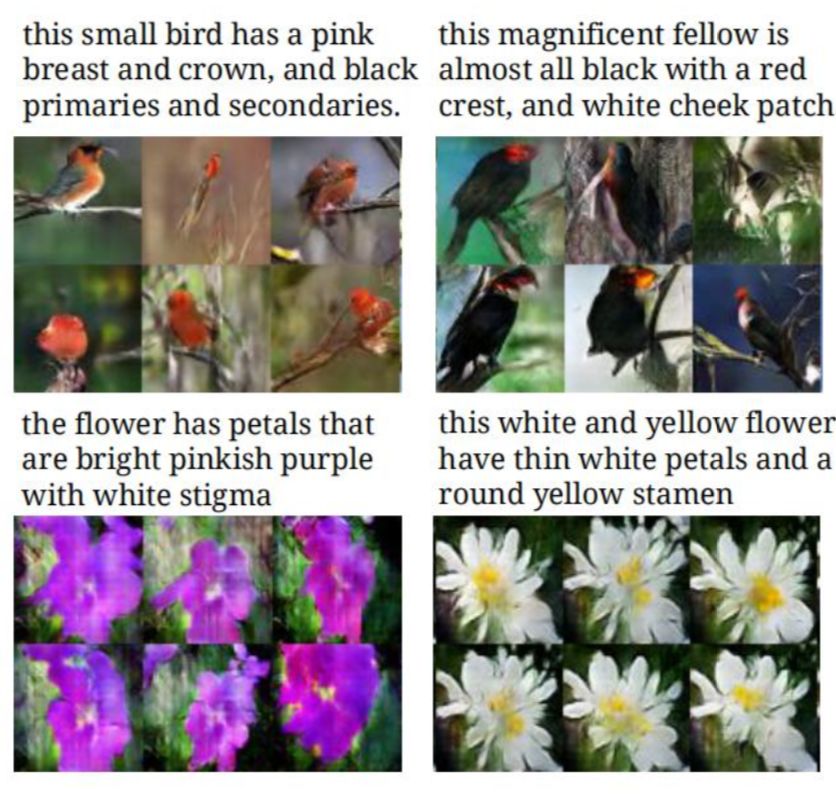 this small bird has a pink
breast and crown, and black
primaries and secondaries.
this magnificent fellow is
almost all black with a red
crest, and white cheek patch
the flower has petals that
are bright pinkish purple
with white stigma
this white and yellow flower
have thin white petals and a
round yellow stamen